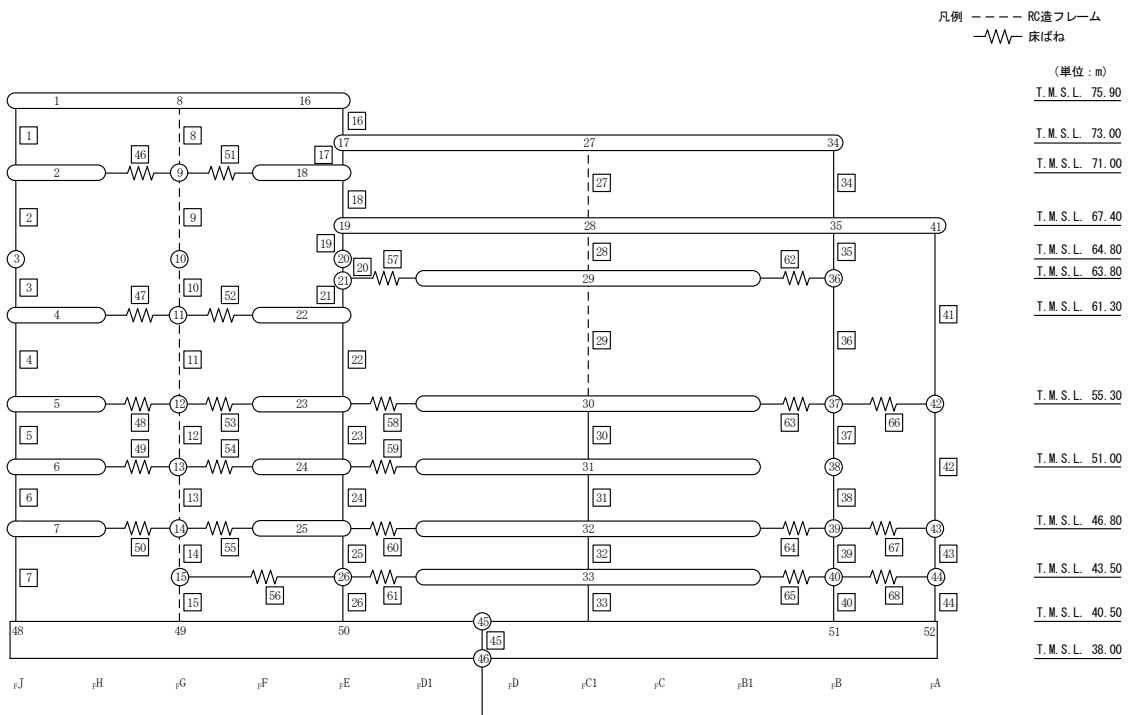 凡例 ---- RC造フレーム
床ばね
(単位:m)
T.M.S.L. 75.90
1 8 16
1 8 16
T.M.S.L. 73.00
17 27 34
46 51 17
T.M.S.L. 71.00
2 9 18
27 34
18
2 9
T.M.S.L. 67.40
19 28 35 41
19 28 35
T.M.S.L. 64.80
3 10 20
20 57 62
T.M.S.L. 63.80
21 29 36
3 10 21
47 52
T.M.S.L. 61.30
4 11 22
41
29 36
4 11 22
T.M.S.L. 55.30
5 12 23 30 37 42
48 53 58 63 66
5 12 23 30 37
49 54 59
T.M.S.L. 51.00
6 13 24 31 38
42
6 13 24 31 38
T.M.S.L. 46.80
7 14 25 32 39 43
50 55 60 64 67
14 25 32 39 43
T.M.S.L. 43.50
7 15 26 33 40 44
56 61 65 68
15 26 33 40 44
T.M.S.L. 40.50
48 49 50 45 51 52
45
T.M.S.L. 38.00
46
FJ FH FG FF FE FD1 FD FC1 FC FB1 FB FA